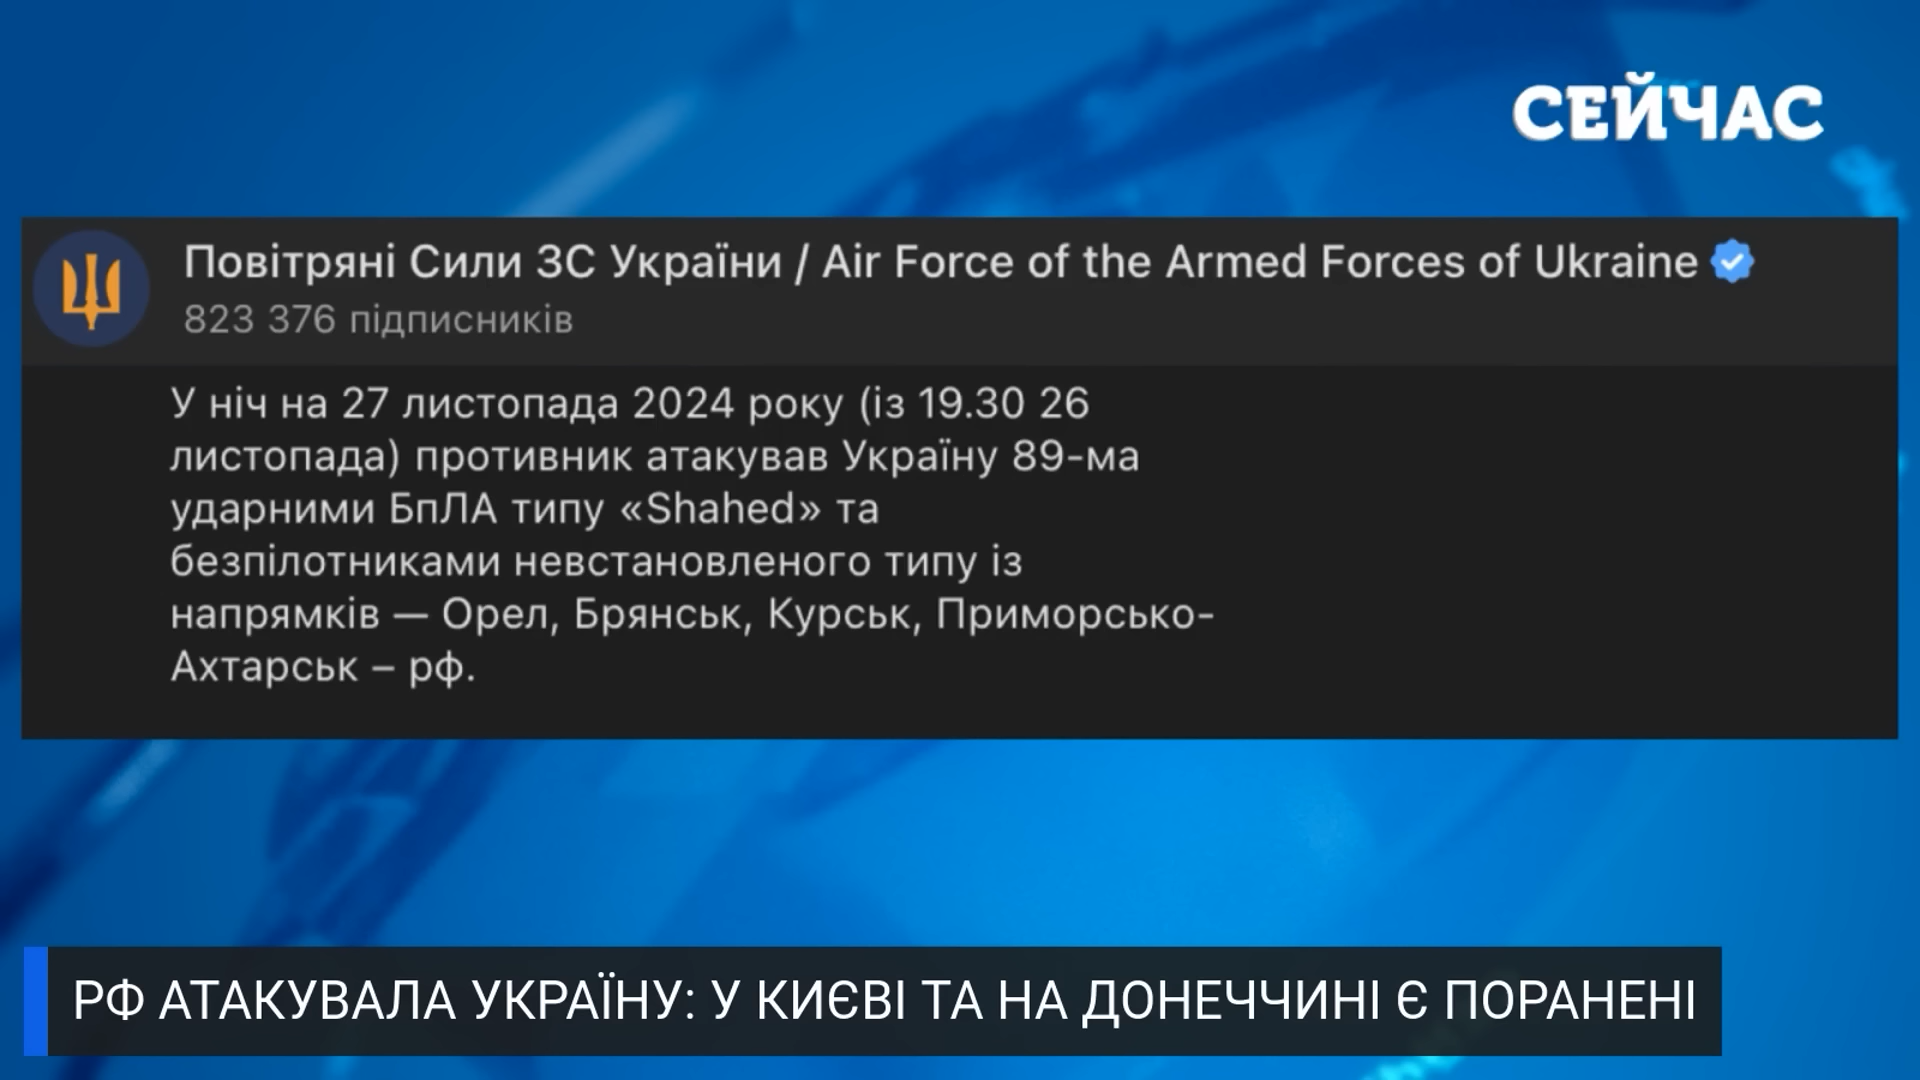 СЕЙЧАС
Повітряні Сили ЗС України / Air Force of the Armed Forces of Ukraine
823 376 підписників
У ніч на 27 листопада 2024 року (із 19.30 26
листопада) противник атакував Україну 89-ма
ударними БпЛА типу «Shahed» та
безпілотниками невстановленого типу із
напрямків — Орел, Брянськ, Курськ, Приморсько-
Ахтарськ – рф.
РФ АТАКУВАЛА УКРАЇНУ: У КИЄВІ ТА НА ДОНЕЧЧИНІ Є ПОРАНЕНІ